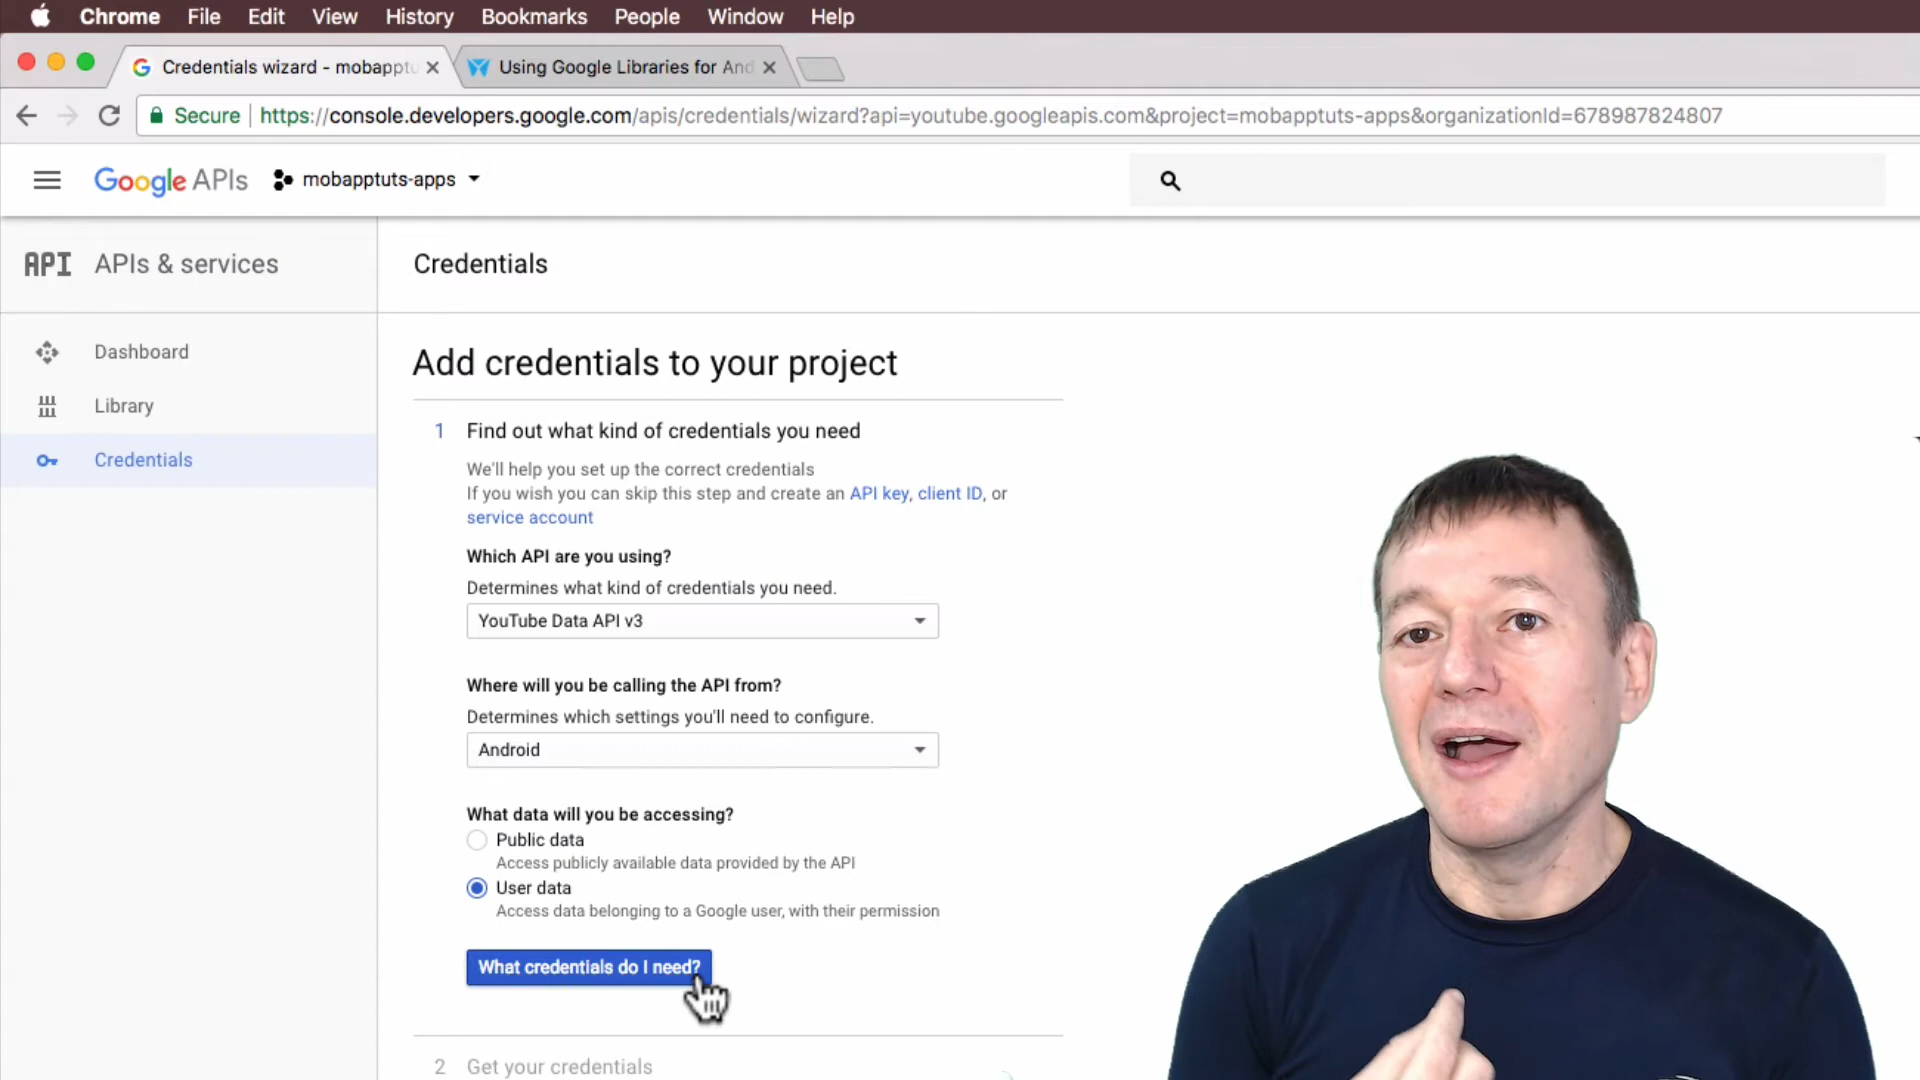 Chrome File Edit View History Bookmarks People Window Help
Credentials wizard - mobapptu
Using Google Libraries for And
Secure https://console.developers.google.com/apis/credentials/wizard?api=youtube.googleapis.com&project=mobapptuts-apps&organizationId=678987824807
Google APIs mobapptuts-apps
API APIs & services
Credentials
Dashboard
Library
Credentials
Add credentials to your project
1 Find out what kind of credentials you need
We'll help you set up the correct credentials
If you wish you can skip this step and create an API key, client ID, or
service account
Which API are you using?
Determines what kind of credentials you need.
YouTube Data API v3
Where will you be calling the API from?
Determines which settings you'll need to configure.
Android
What data will you be accessing?
Public data
Access publicly available data provided by the API
User data
Access data belonging to a Google user, with their permission
What credentials do I need?
2 Get your credentials